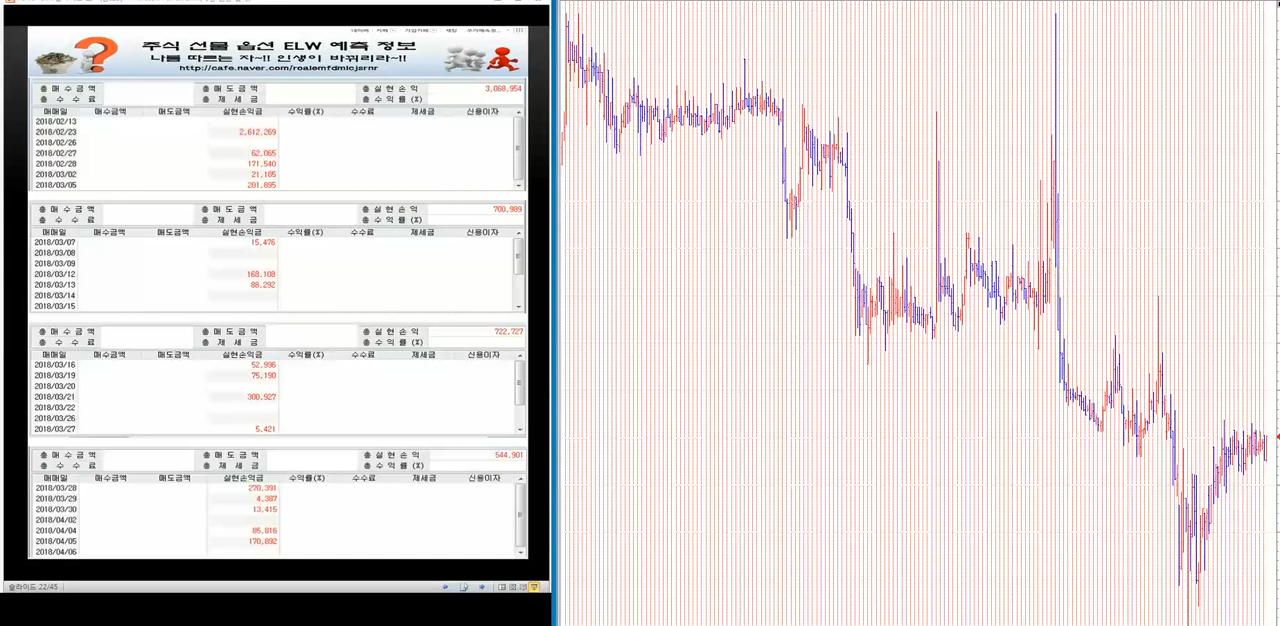 주식 선물 옵션 ELW 예측 정보
나를 따르는 자~!! 인생이 바뀌리라~!!
http://cafe.naver.com/roalemfdmlcjsrnr
총 매 수 금 액 총 매 도 금 액 총 실 현 손 익 3,068,954
총 수 수 료 총 제 세 금 총 수 익 률 (%)
매매일 매수금액 매도금액 실현손익금 수익률(%) 수수료 제세금 신용이자
2018/02/13
2018/02/23 2,612,269
2018/02/26
2018/02/27 62,065
2018/02/28 171,540
2018/03/02 21,185
2018/03/05 201,895
총 매 수 금 액 총 매 도 금 액 총 실 현 손 익 700,989
총 수 수 료 총 제 세 금 총 수 익 률 (%)
매매일 매수금액 매도금액 실현손익금 수익률(%) 수수료 제세금 신용이자
2018/03/07 15,476
2018/03/08
2018/03/09
2018/03/12 168,108
2018/03/13 88,292
2018/03/14
2018/03/15
총 매 수 금 액 총 매 도 금 액 총 실 현 손 익 722,727
총 수 수 료 총 제 세 금 총 수 익 률 (%)
매매일 매수금액 매도금액 실현손익금 수익률(%) 수수료 제세금 신용이자
2018/03/16 52,996
2018/03/19 75,190
2018/03/20
2018/03/21 300,927
2018/03/22
2018/03/26
2018/03/27 5,421
총 매 수 금 액 총 매 도 금 액 총 실 현 손 익 544,901
총 수 수 료 총 제 세 금 총 수 익 률 (%)
매매일 매수금액 매도금액 실현손익금 수익률(%) 수수료 제세금 신용이자
2018/03/28 270,391
2018/03/29 4,387
2018/03/30 13,415
2018/04/02
2018/04/04 85,816
2018/04/05 170,892
2018/04/06
슬라이드 22/45